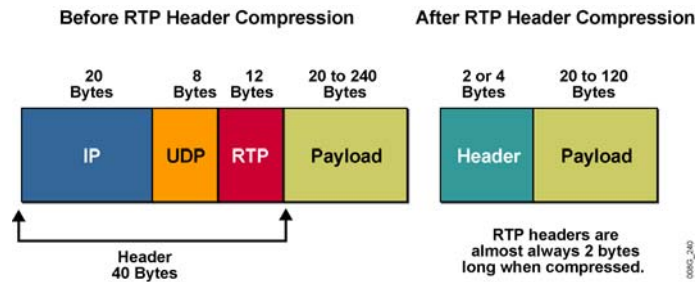 Before RTP Header Compression
20
Bytes
8
Bytes
12
Bytes
20 to 240
Bytes
IP
UDP
RTP
Payload
Header
40 Bytes
After RTP Header Compression
2 or 4
Bytes
20 to 120
Bytes
Header
Payload
RTP headers are
almost always 2 bytes
long when compressed.